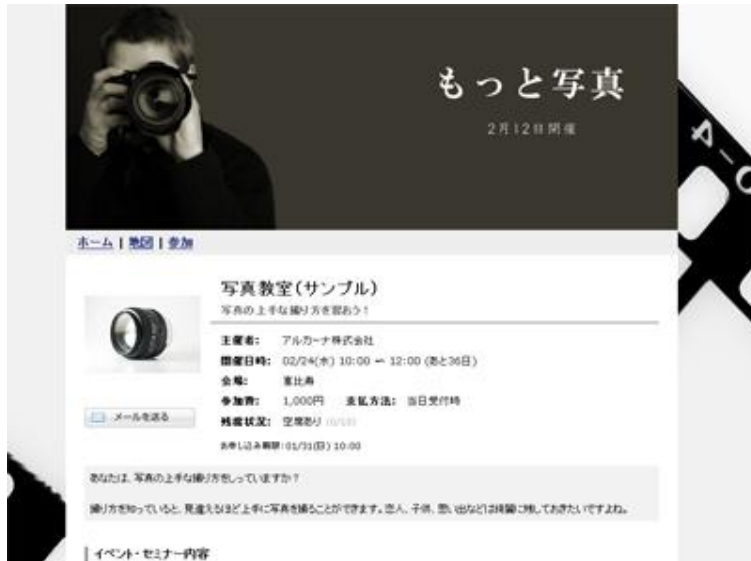 もっと写真
2月12日開催
ホーム | 地図 | 参加
写真教室(サンプル)
写真の上手な撮り方を習おう!
主催者: アルカーナ株式会社
開催日時: 02/24(水) 10:00 ~ 12:00 (あと36日)
会場: 恵比寿
参加費: 1,000円 支払方法: 当日受付時
残席状況: 空席あり (0/10)
メールを送る
お申し込み期限:01/31(日) 10:00
あなたは、写真の上手な撮り方をしっていますか?
撮り方を知っていると、見違えるほど上手に写真を撮ることができます。恋人、子供、思い出などは綺麗に残しておきたいですよね。
イベント・セミナー内容